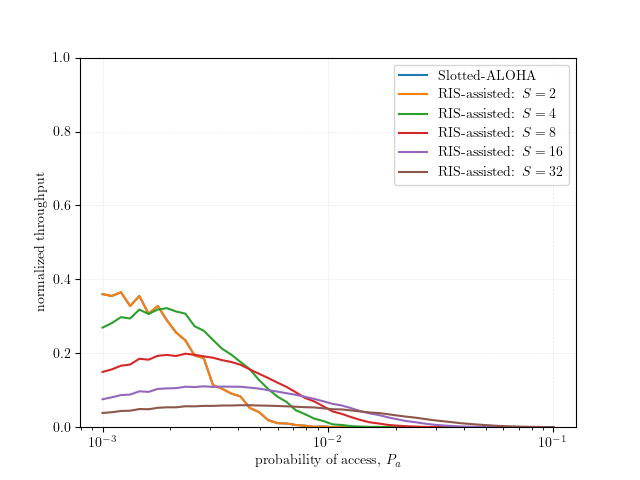 1.0
0.8
0.6
0.4
0.2
0.0
normalized throughput
Slotted-ALOHA
RIS-assisted: S = 2
RIS-assisted: S = 4
RIS-assisted: S = 8
RIS-assisted: S = 16
RIS-assisted: S = 32
10⁻³
10⁻²
10⁻¹
probability of access, Pₐ